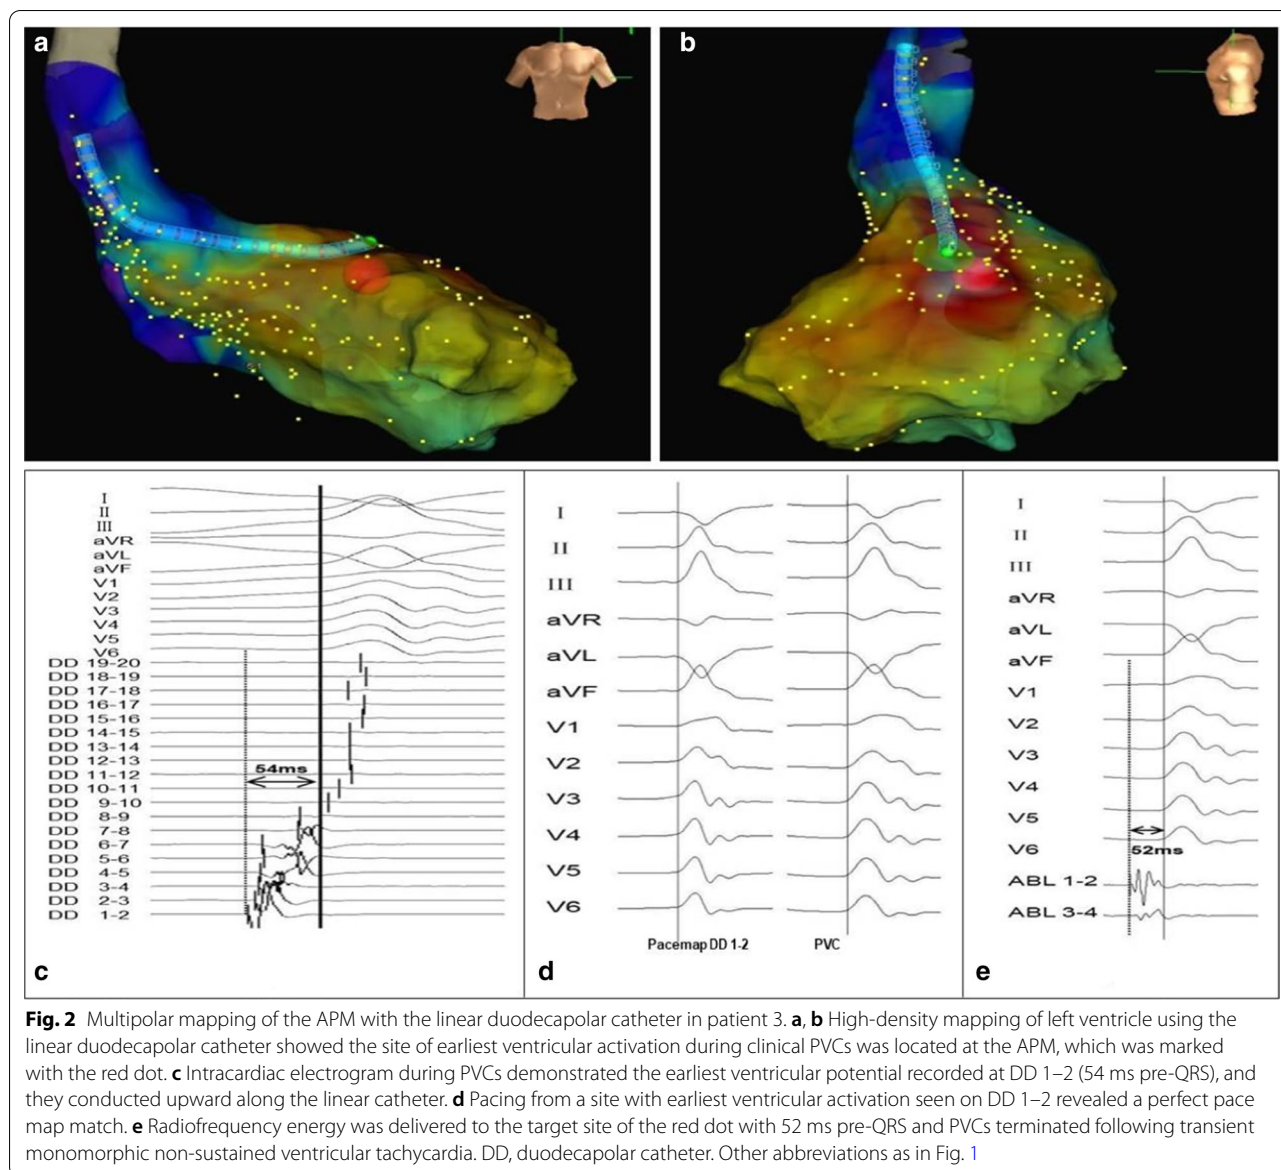 a
b
I
II
III
aVR
aVL
aVF
V1
V2
V3
V4
V5
V6
DD 19-20
DD 18-19
DD 17-18
DD 16-17
DD 15-16
DD 14-15
DD 13-14
DD 12-13
DD 11-12
DD 10-11
DD 9-10
DD 8-9
DD 7-8
DD 6-7
DD 5-6
DD 4-5
DD 3-4
DD 2-3
DD 1-2
54ms
c
I
II
III
aVR
aVL
aVF
V1
V2
V3
V4
V5
V6
Pacemap DD 1-2
PVC
d
I
II
III
aVR
aVL
aVF
V1
V2
V3
V4
V5
V6
52ms
ABL 1-2
ABL 3-4
e
Fig. 2 Multipolar mapping of the APM with the linear duodecapolar catheter in patient 3. a, b High-density mapping of left ventricle using the
linear duodecapolar catheter showed the site of earliest ventricular activation during clinical PVCs was located at the APM, which was marked
with the red dot. c Intracardiac electrogram during PVCs demonstrated the earliest ventricular potential recorded at DD 1–2 (54 ms pre-QRS), and
they conducted upward along the linear catheter. d Pacing from a site with earliest ventricular activation seen on DD 1–2 revealed a perfect pace
map match. e Radiofrequency energy was delivered to the target site of the red dot with 52 ms pre-QRS and PVCs terminated following transient
monomorphic non-sustained ventricular tachycardia. DD, duodecapolar catheter. Other abbreviations as in Fig. 1